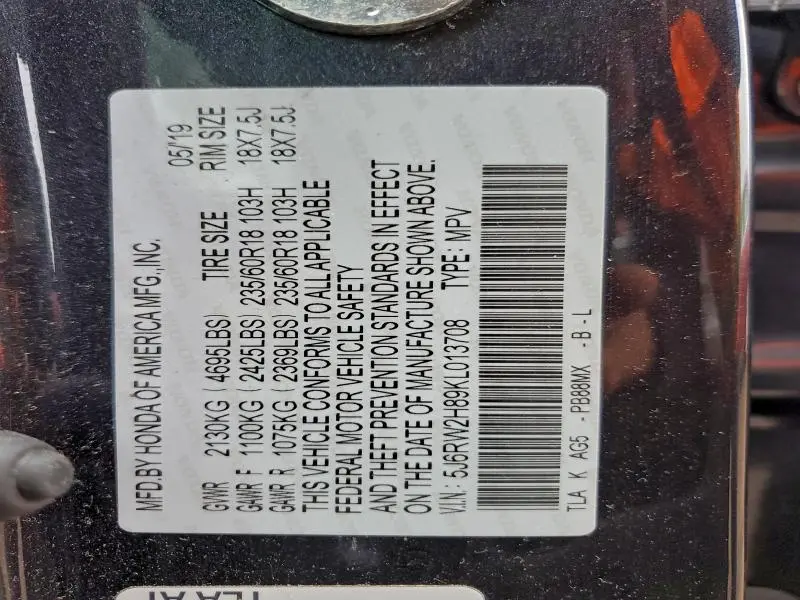 MFD.BY HONDA OF AMERICA MFG.,INC. 05/'19
GVWR 2130KG ( 4695LBS) TIRE SIZE RIM SIZE
GAWR F 1100KG ( 2425LBS) 235/60R18 103H 18X7.5J
GAWR R 1075KG ( 2369LBS) 235/60R18 103H 18X7.5J
THIS VEHICLE CONFORMS TO ALL APPLICABLE
FEDERAL MOTOR VEHICLE SAFETY
AND THEFT PREVENTION STANDARDS IN EFFECT
ON THE DATE OF MANUFACTURE SHOWN ABOVE.
V.I.N.: 5J6RW2H89KL013708 TYPE: MPV
TLA K AG5 - PB88MX - B - L